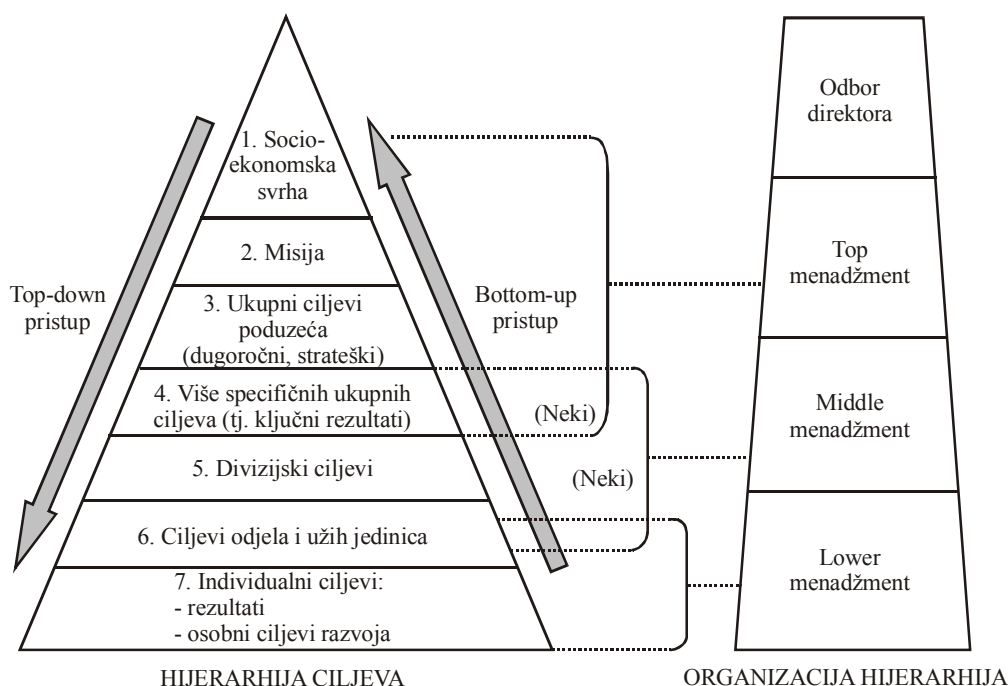 1. Socio-
ekonomska
svrha
2. Misija
3. Ukupni ciljevi
poduzeća
(dugoročni, strateški)
4. Više specifičnih ukupnih
ciljeva (tj. ključni rezultati)
5. Divizijski ciljevi
6. Ciljevi odjela i užih jedinica
7. Individualni ciljevi:
- rezultati
- osobni ciljevi razvoja
Top-down
pristup
Bottom-up
pristup
(Neki)
(Neki)
HIJERARHIJA CILJEVA
Odbor
direktora
Top
menadžment
Middle
menadžment
Lower
menadžment
ORGANIZACIJA HIJERARHIJA